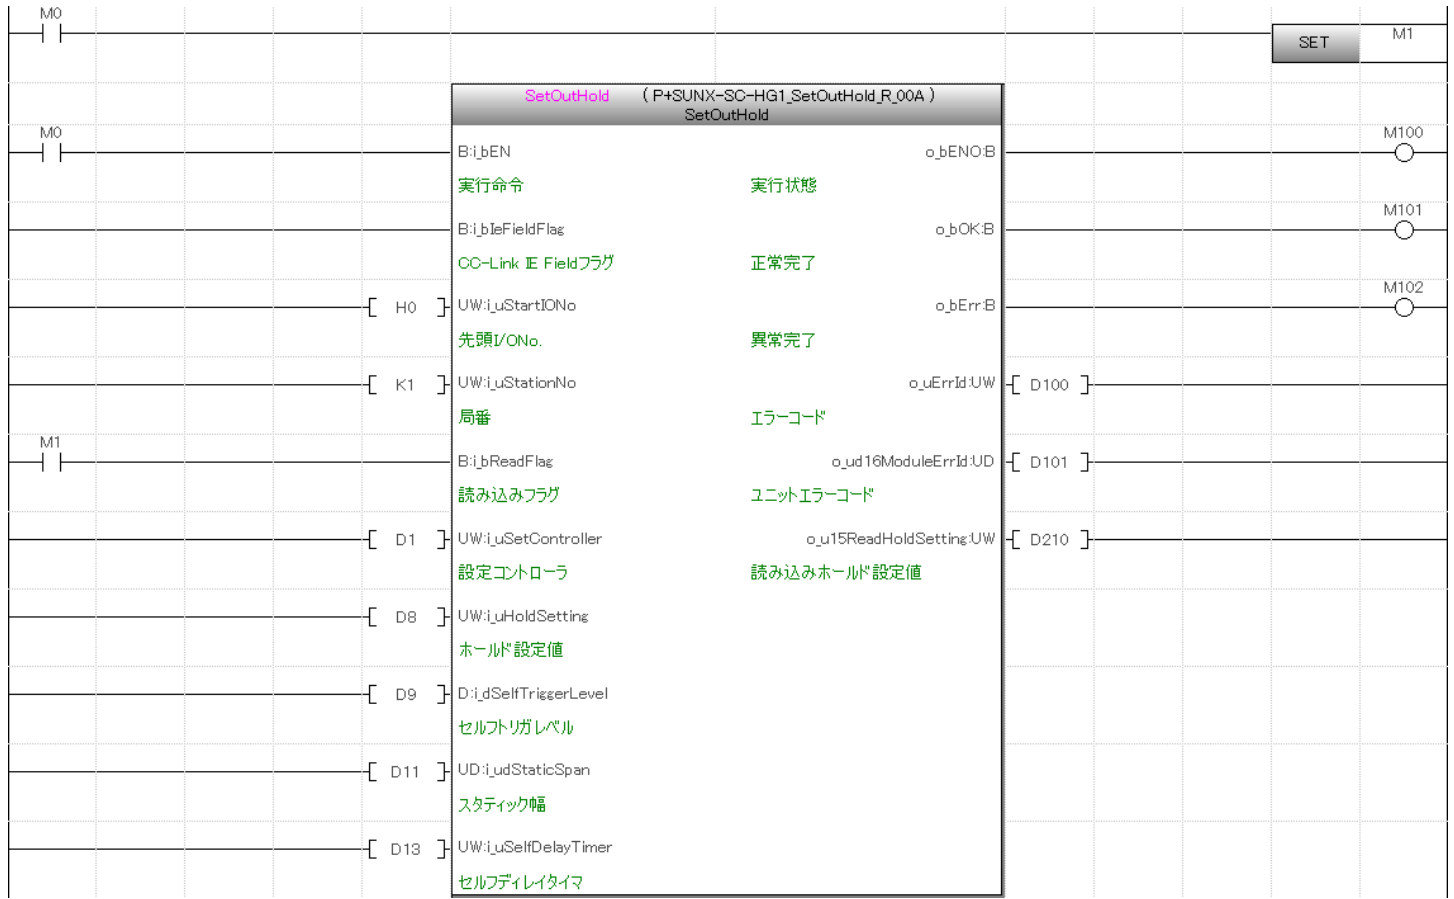 M0
SET M1
SetOutHold (P+SUNX-SC-HG1_SetOutHold_R_00A)
SetOutHold
M0 M100
B:i_bEN o_bENO:B
実行命令 実行状態
M101
B:i_bIeFieldFlag o_bOK:B
CC-Link IE Fieldフラグ 正常完了
M102
H0 UW:i_uStartIONo o_bErr:B
先頭I/ONo. 異常完了
K1 UW:i_uStationNo o_uErrId:UW D100
局番 エラーコード
M1
B:i_bReadFlag o_ud16ModuleErrId:UD D101
読み込みフラグ ユニットエラーコード
D1 UW:i_uSetController o_u15ReadHoldSetting:UW D210
設定コントローラ 読み込みホールド設定値
D8 UW:i_uHoldSetting
ホールド設定値
D9 D:i_dSelfTriggerLevel
セルフトリガレベル
D11 UD:i_udStaticSpan
スタティック幅
D13 UW:i_uSelfDelayTimer
セルフディレイタイマ